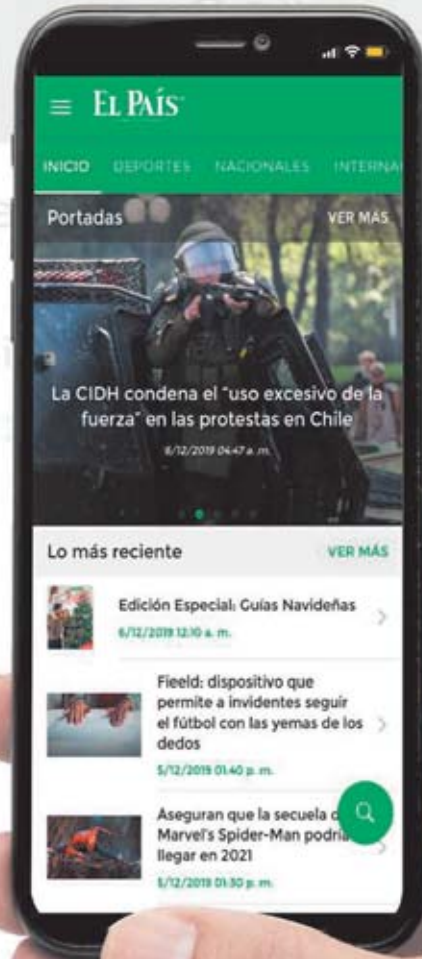 EL PAÍS
INICIO DEPORTES NACIONALES INTERNA
Portadas VER MÁS
La CIDH condena el "uso excesivo de la
fuerza" en las protestas en Chile
6/12/2019 04:47 a. m.
Lo más reciente VER MÁS
Edición Especial: Guías Navideñas
6/12/2019 12:10 a. m.
Fieeld: dispositivo que
permite a invidentes seguir
el fútbol con las yemas de los
dedos
5/12/2019 01:40 p. m.
Aseguran que la secuela
Marvel's Spider-Man podría
llegar en 2021
5/12/2019 01:30 p. m.